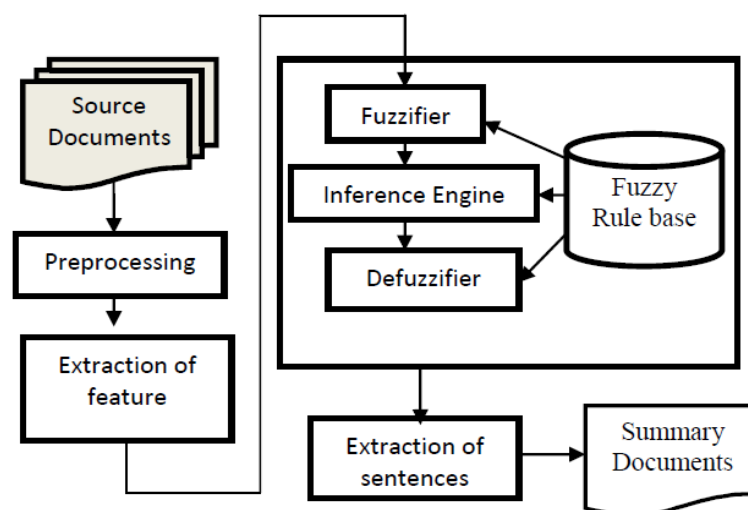 Source
Documents
Preprocessing
Extraction of
feature
Fuzzifier
Inference Engine
Defuzzifier
Fuzzy
Rule base
Extraction of
sentences
Summary
Documents